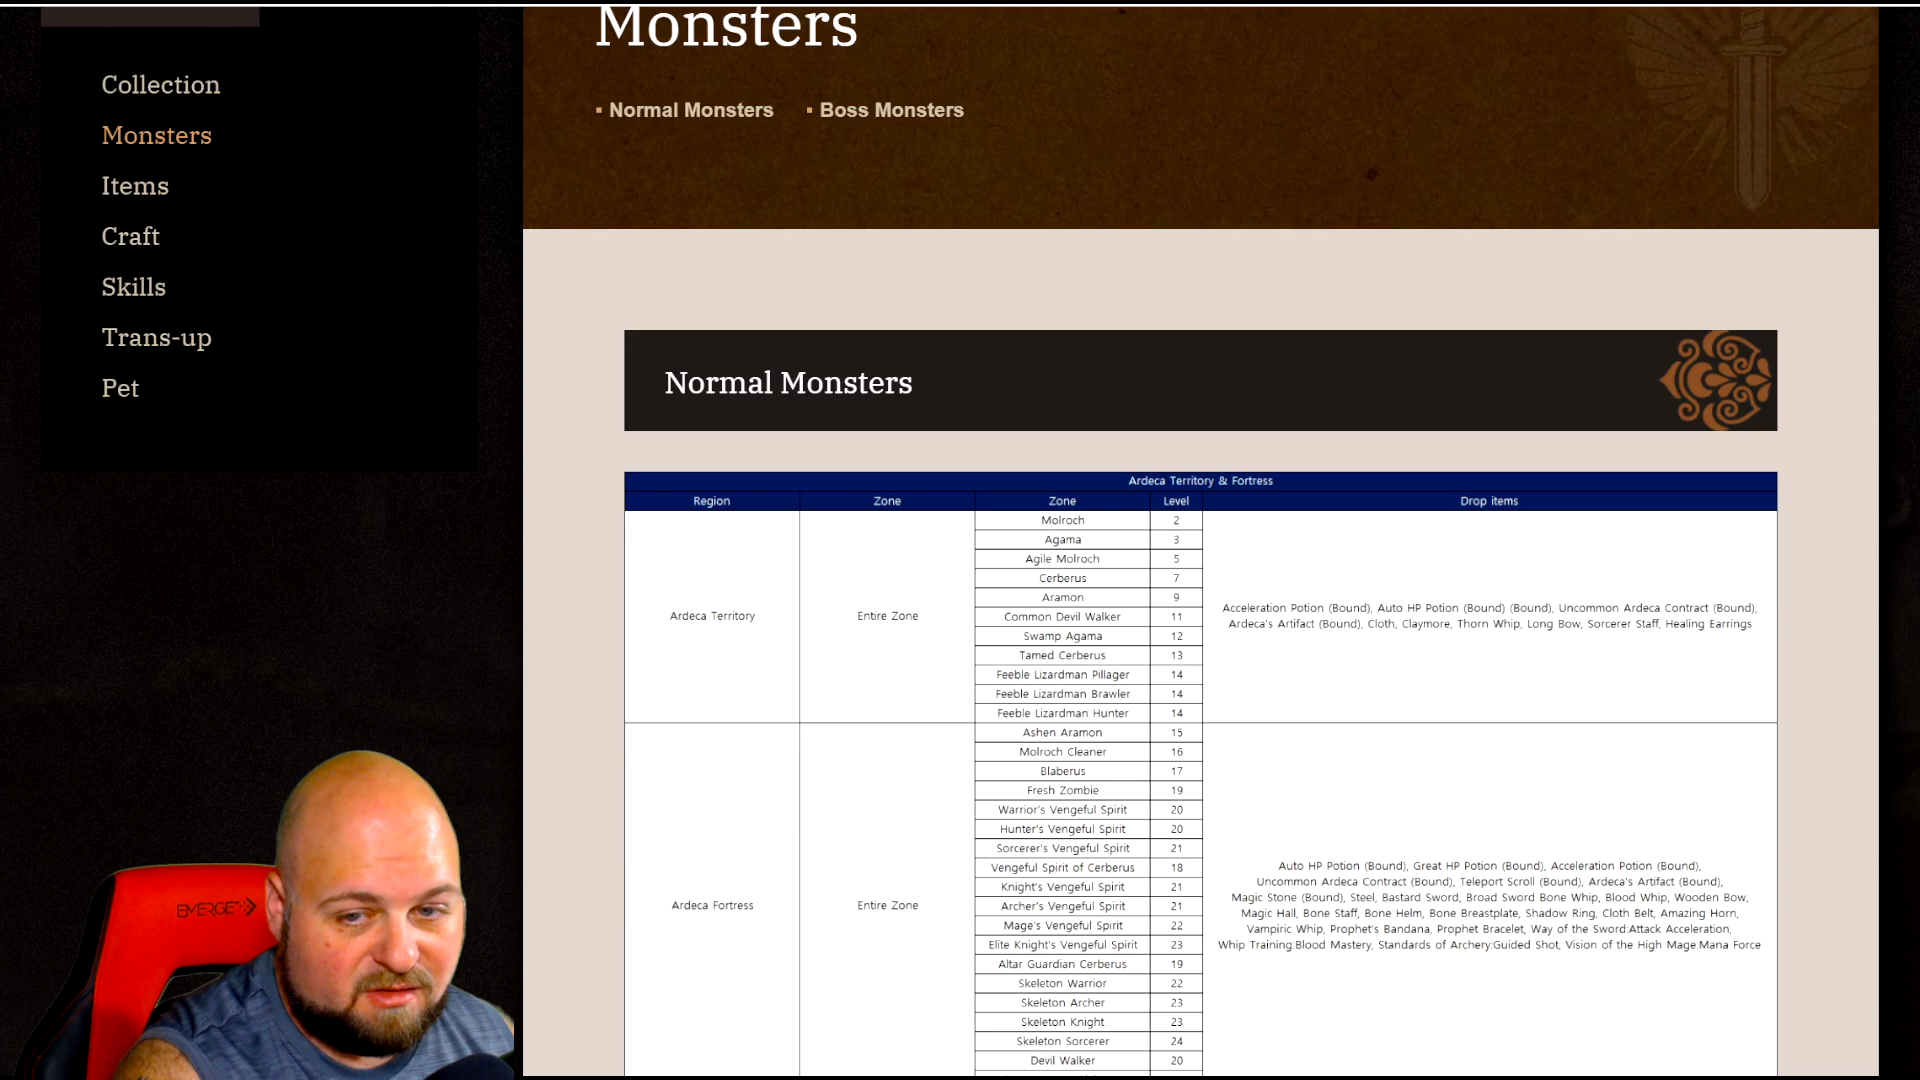 Monsters
Collection
Monsters
Items
Craft
Skills
Trans-up
Pet
Normal Monsters
Boss Monsters
Normal Monsters
Ardeca Territory & Fortress
Region Zone Zone Level Drop items
Ardeca Territory
Entire Zone
Molroch 2
Agama 3
Agile Molroch 5
Cerberus 7
Aramon 9
Common Devil Walker 11
Swamp Agama 12
Tamed Cerberus 13
Feeble Lizardman Pillager 14
Feeble Lizardman Brawler 14
Feeble Lizardman Hunter 14
Acceleration Potion (Bound), Auto HP Potion (Bound) (Bound), Uncommon Ardeca Contract (Bound),
Ardeca's Artifact (Bound), Cloth, Claymore, Thorn Whip, Long Bow, Sorcerer Staff, Healing Earrings
Ardeca Fortress
Entire Zone
Ashen Aramon 15
Molroch Cleaner 16
Blaberus 17
Fresh Zombie 19
Warrior's Vengeful Spirit 20
Hunter's Vengeful Spirit 20
Sorcerer's Vengeful Spirit 21
Vengeful Spirit of Cerberus 18
Knight's Vengeful Spirit 21
Archer's Vengeful Spirit 21
Mage's Vengeful Spirit 22
Elite Knight's Vengeful Spirit 23
Altar Guardian Cerberus 19
Skeleton Warrior 22
Skeleton Archer 23
Skeleton Knight 23
Skeleton Sorcerer 24
Devil Walker 20
Auto HP Potion (Bound), Great HP Potion (Bound), Acceleration Potion (Bound),
Uncommon Ardeca Contract (Bound), Teleport Scroll (Bound), Ardeca's Artifact (Bound),
Magic Stone (Bound), Steel, Bastard Sword, Broad Sword Bone Whip, Blood Whip, Wooden Bow,
Magic Hall, Bone Staff, Bone Helm, Bone Breastplate, Shadow Ring, Cloth Belt, Amazing Horn,
Vampiric Whip, Prophet's Bandana, Prophet Bracelet, Way of the Sword:Attack Acceleration,
Whip Training:Blood Mastery, Standards of Archery:Guided Shot, Vision of the High Mage:Mana Force
EMERGE